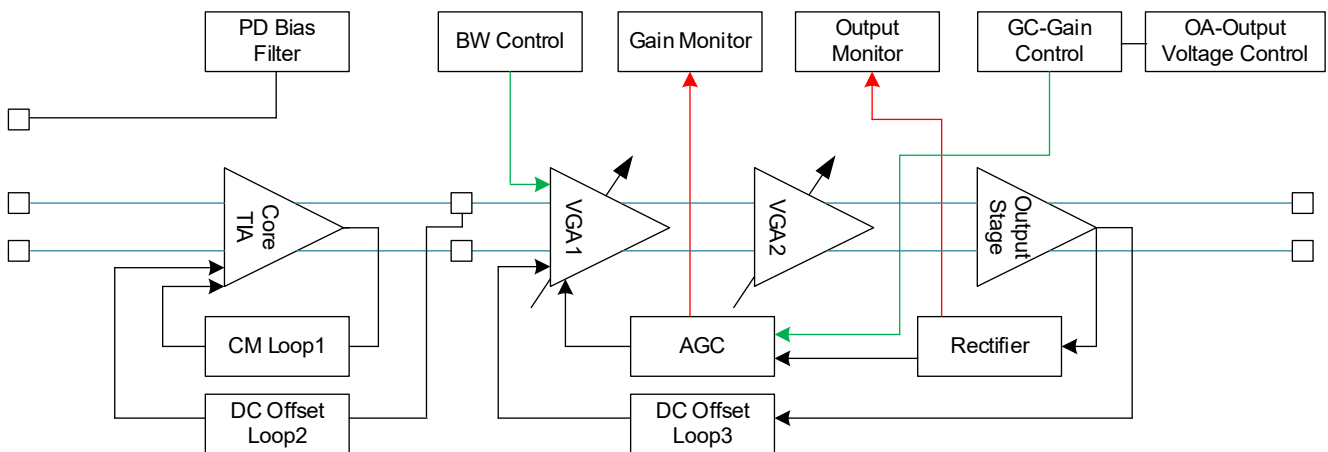 PD Bias
Filter
BW Control
Gain Monitor
Output
Monitor
GC-Gain
Control
OA-Output
Voltage Control
Core
TIA
VGA1
VGA2
Output
Stage
CM Loop1
AGC
Rectifier
DC Offset
Loop2
DC Offset
Loop3